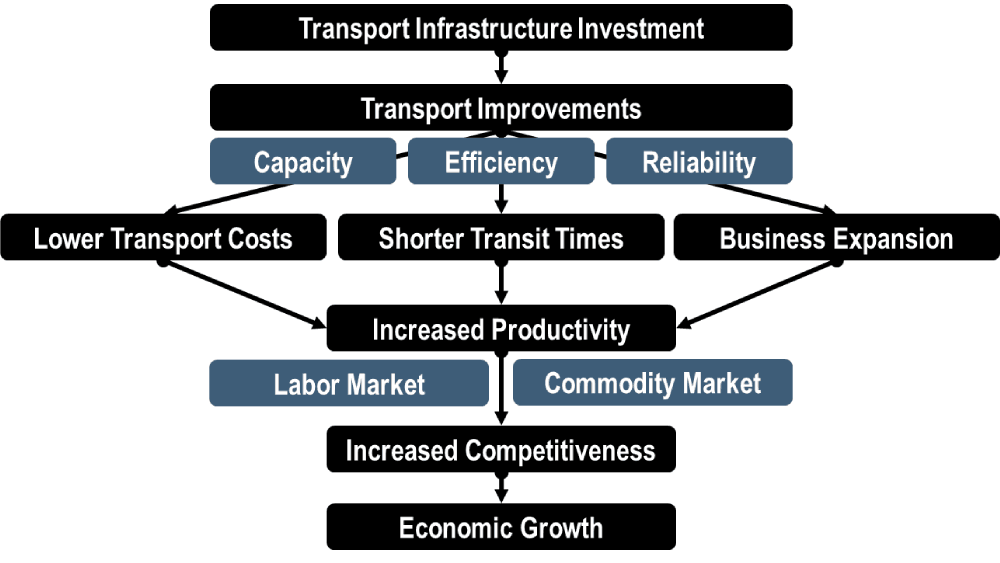 Transport Infrastructure Investment
Transport Improvements
Capacity
Efficiency
Reliability
Lower Transport Costs
Shorter Transit Times
Business Expansion
Increased Productivity
Labor Market
Commodity Market
Increased Competitiveness
Economic Growth